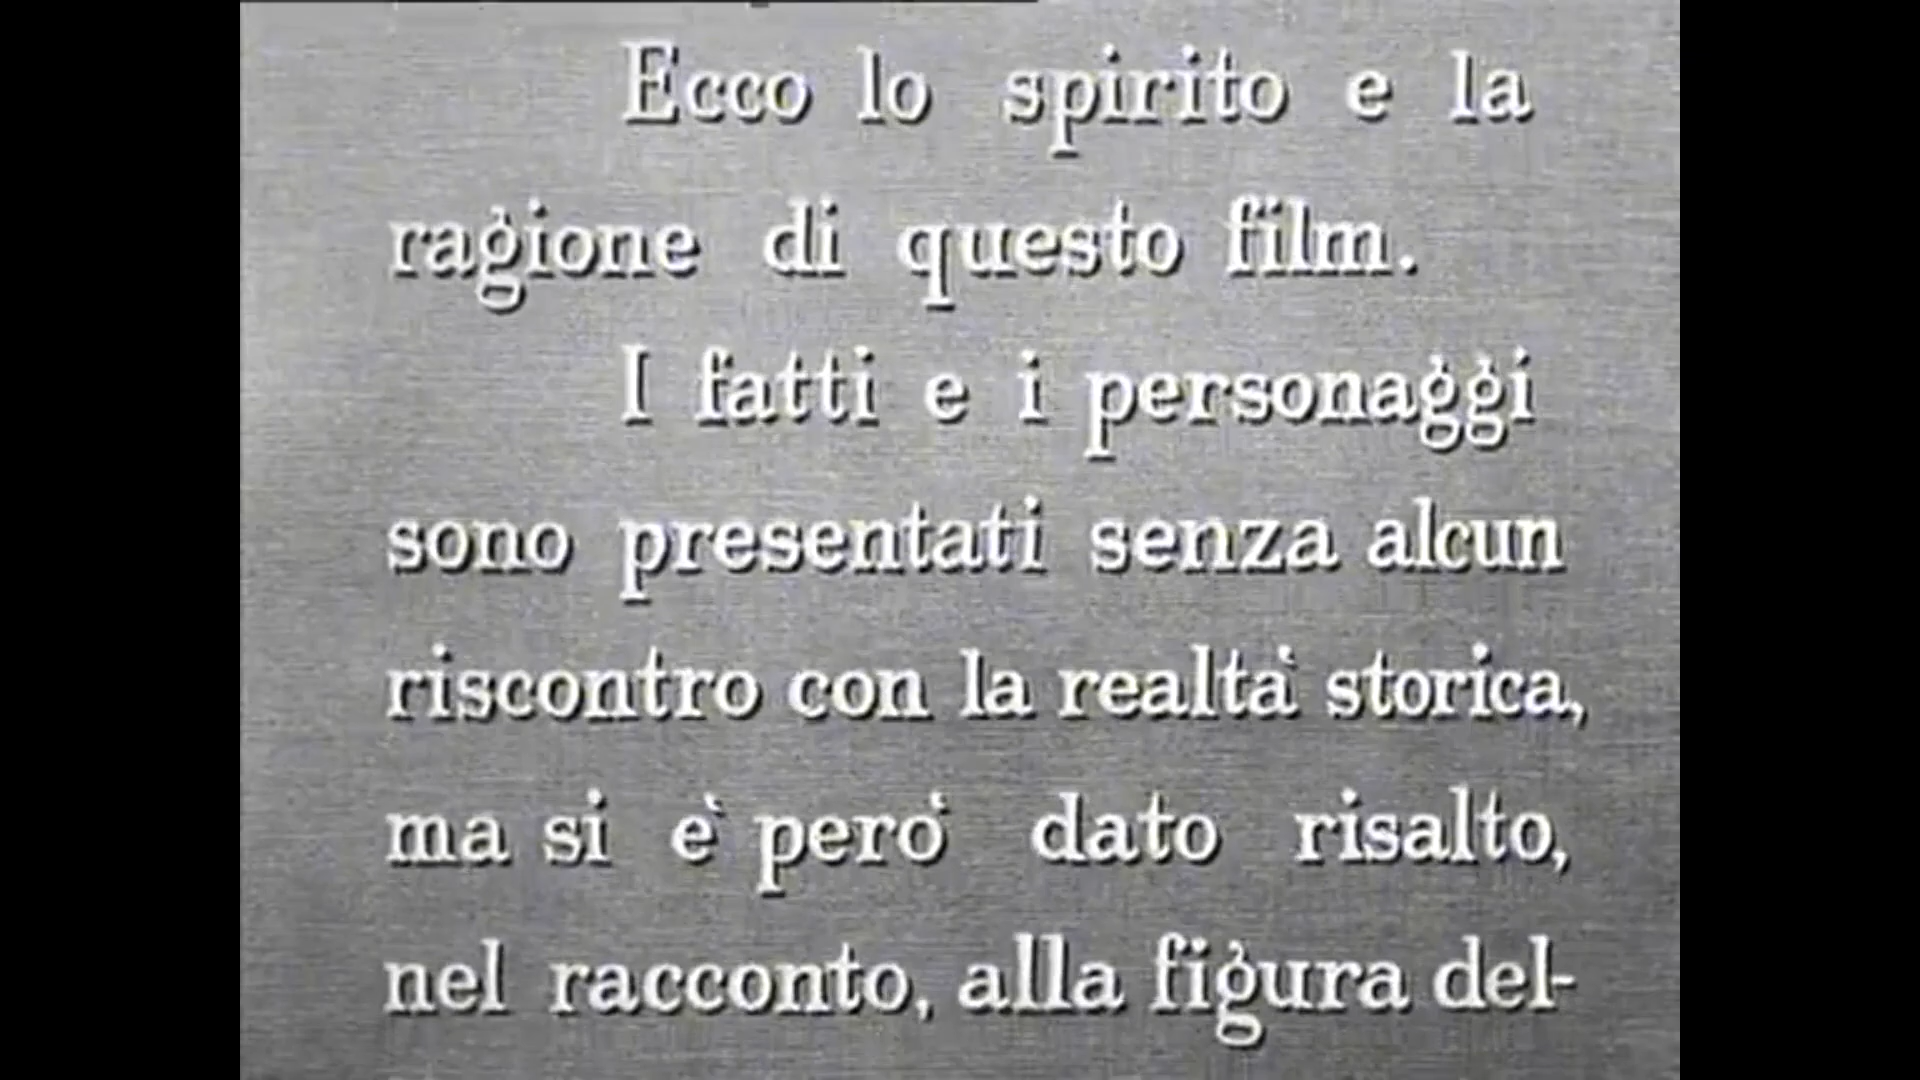 Ecco lo spirito e la
ragione di questo film.
I fatti e i personaggi
sono presentati senza alcun
riscontro con la realtà storica,
ma si è però dato risalto,
nel racconto, alla figura del-